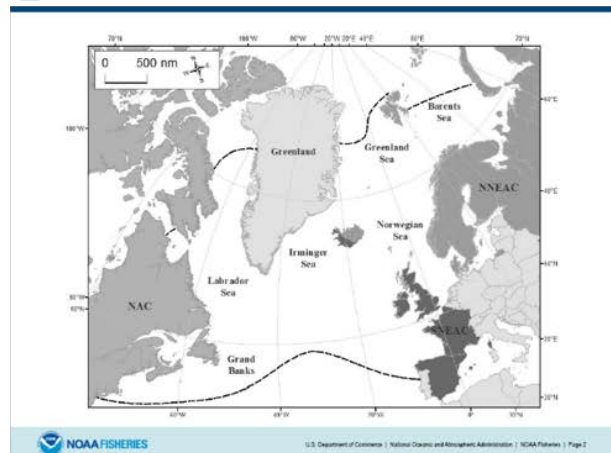 0 500 nm
Greenland
Barents
Sea
Greenland
Sea
NNEAC
Norwegian
Sea
Irminger
Sea
Labrador
Sea
NAC
SNEAC
Grand
Banks
NOAA FISHERIES
U.S. Department of Commerce | National Oceanic and Atmospheric Administration | NOAA Fisheries | Page 2